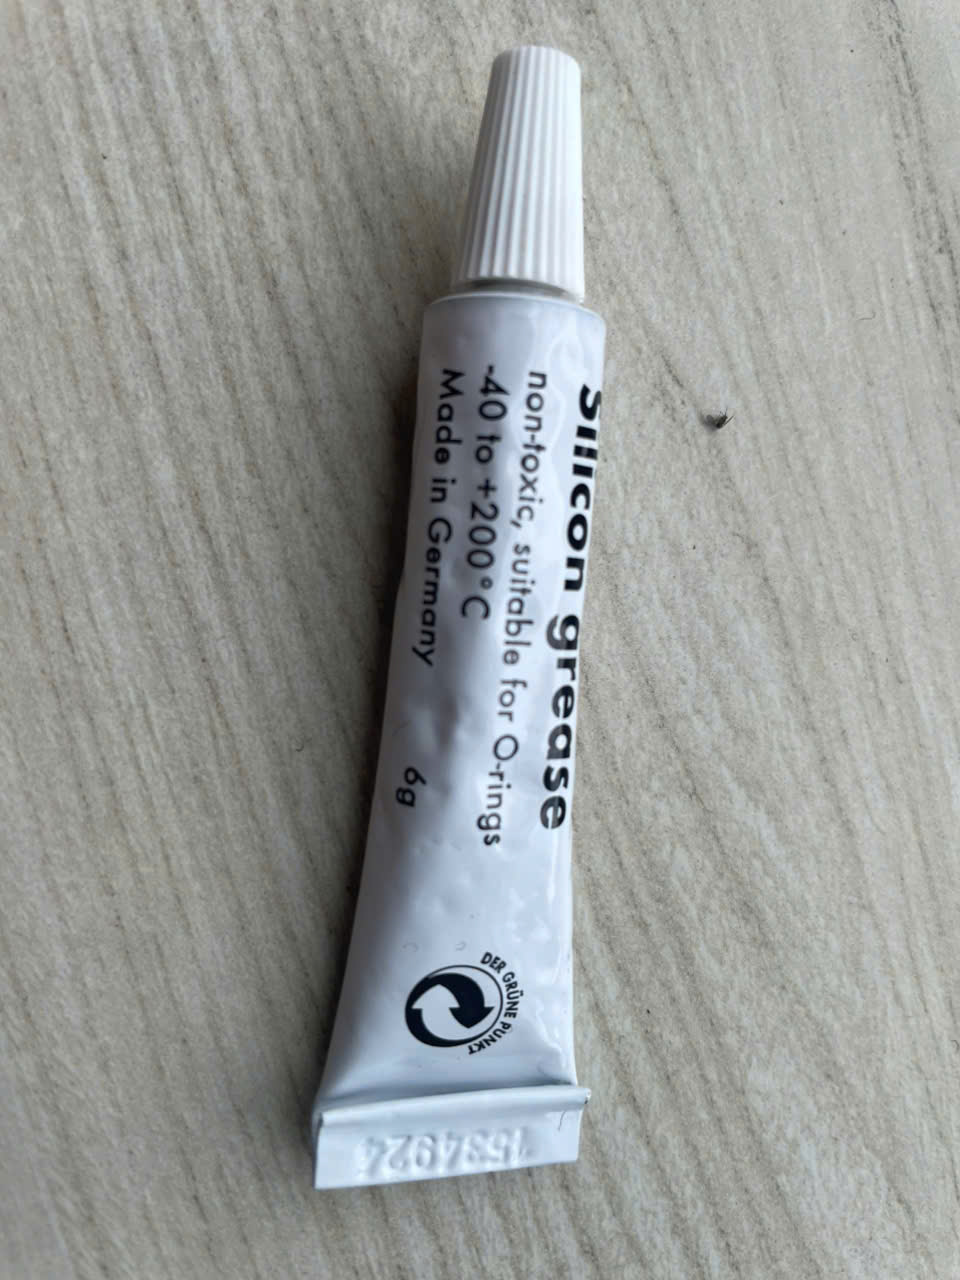 Silicon grease
non-toxic, suitable for O-rings
-40 to +200°C
Made in Germany 6g
DER GRÜNE PUNKT
1534924